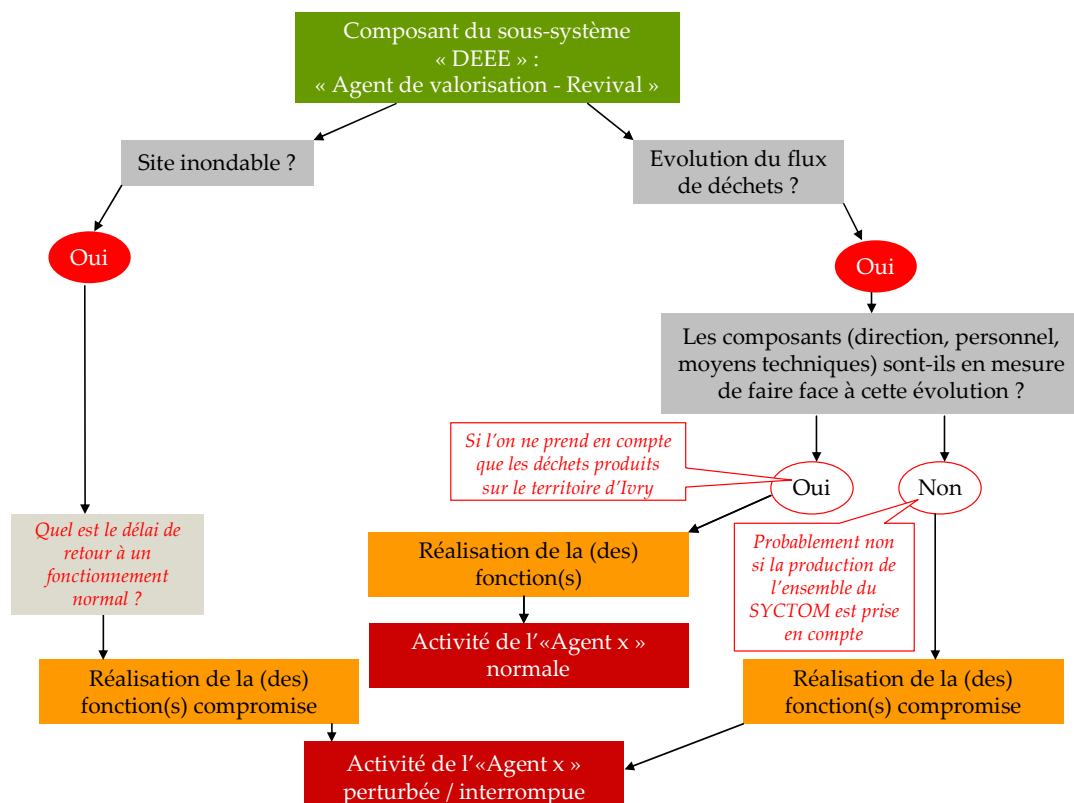 Composant du sous-système
« DEEE » :
« Agent de valorisation - Revival »
Site inondable ?
Evolution du flux
de déchets ?
Oui
Oui
Les composants (direction, personnel,
moyens techniques) sont-ils en mesure
de faire face à cette évolution ?
Si l'on ne prend en compte
que les déchets produits
sur le territoire d'Ivry
Oui
Non
Quel est le délai de
retour à un
fonctionnement
normal ?
Réalisation de la (des)
fonction(s)
Probablement non
si la production de
l'ensemble du
SYCTOM est prise
en compte
Activité de l'«Agent x »
normale
Réalisation de la (des)
fonction(s) compromise
Réalisation de la (des)
fonction(s) compromise
Activité de l'«Agent x »
perturbée / interrompue